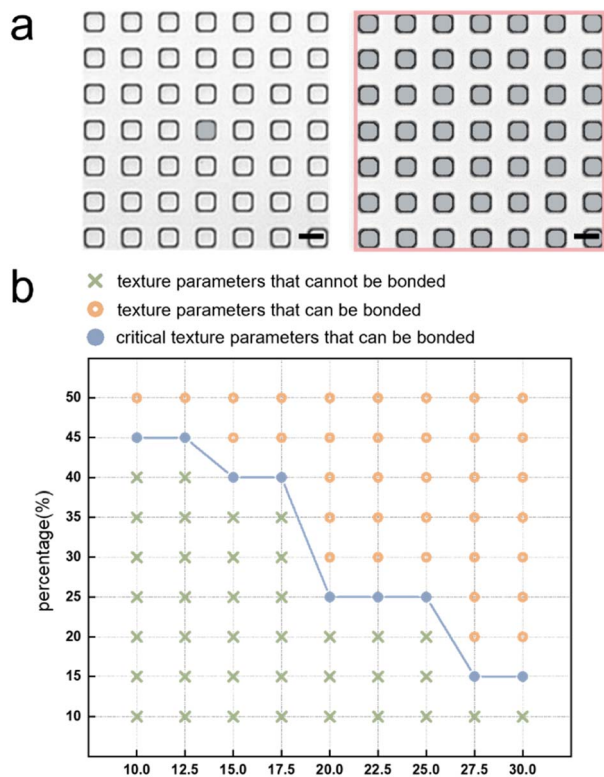 a
b
texture parameters that cannot be bonded
texture parameters that can be bonded
critical texture parameters that can be bonded
percentage(%)
50
45
40
35
30
25
20
15
10
10.0 12.5 15.0 17.5 20.0 22.5 25.0 27.5 30.0